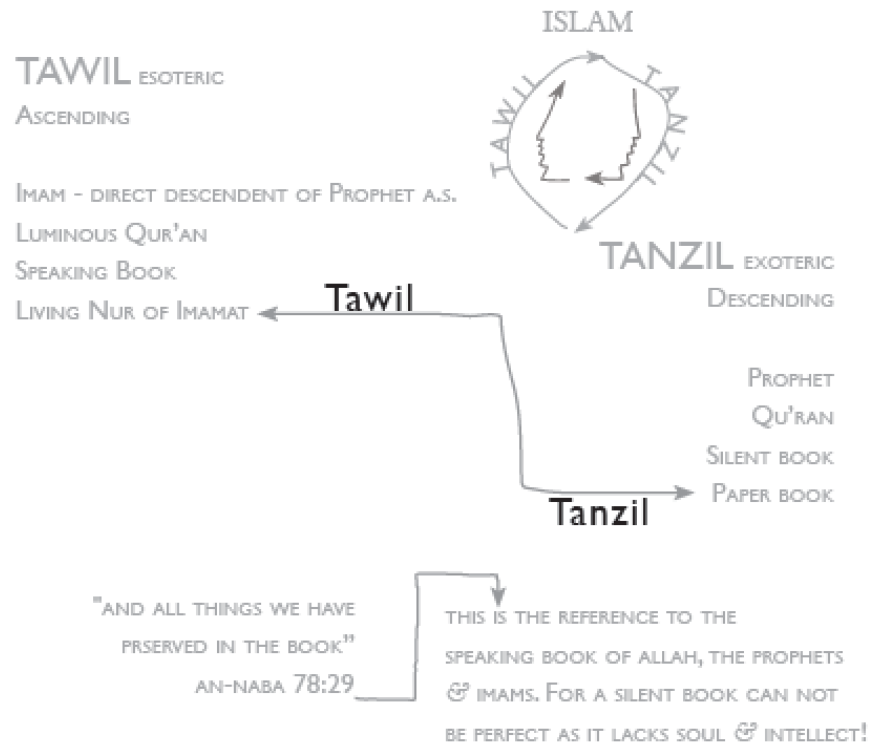 ISLAM
TAWIL
TANZIL
TAWIL ESOTERIC
ASCENDING
IMAM - DIRECT DESCENDENT OF PROPHET A.S.
LUMINOUS QUR'AN
SPEAKING BOOK
LIVING NUR OF IMAMAT
Tawil
TANZIL EXOTERIC
DESCENDING
PROPHET
QU'RAN
SILENT BOOK
PAPER BOOK
Tanzil
"AND ALL THINGS WE HAVE
PRSERVED IN THE BOOK”
AN-NABA 78:29
THIS IS THE REFERENCE TO THE
SPEAKING BOOK OF ALLAH, THE PROPHETS
& IMAMS. FOR A SILENT BOOK CAN NOT
BE PERFECT AS IT LACKS SOUL & INTELLECT!